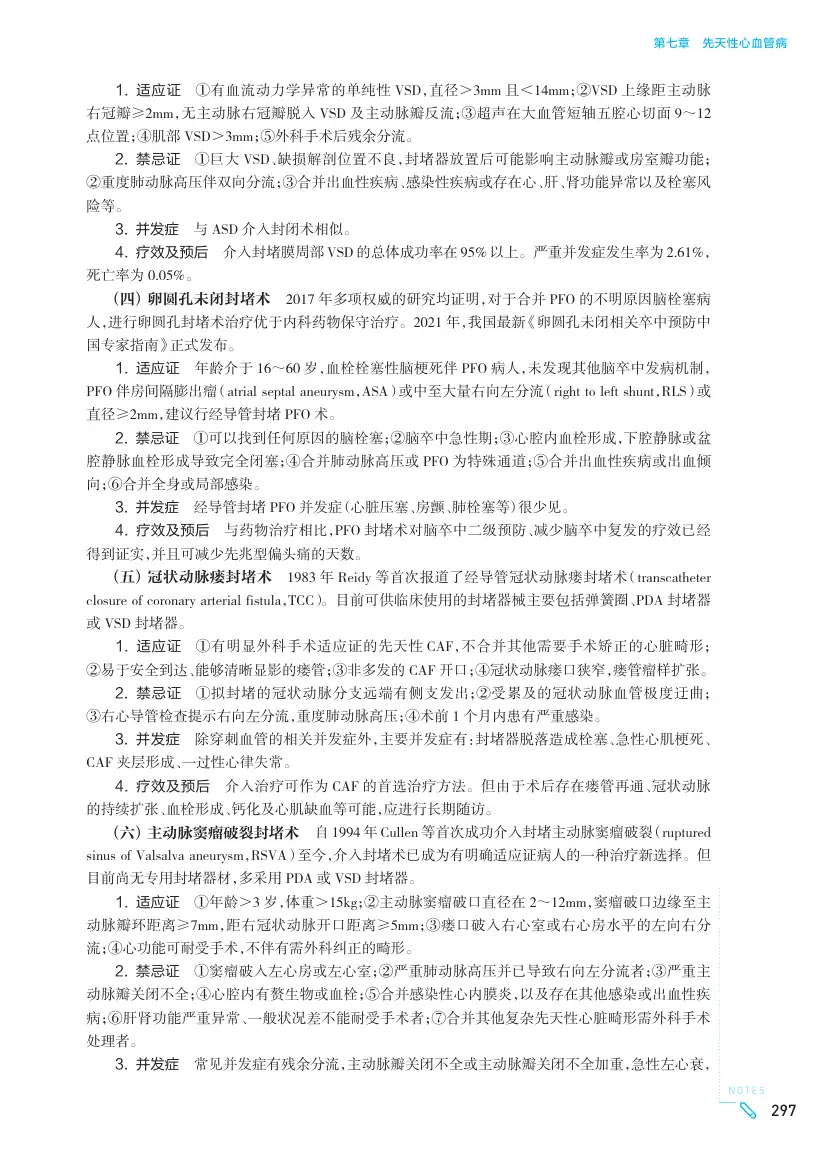 第七章　先天性心血管病
1. 适应证　①有血流动力学异常的单纯性 VSD,直径＞3mm 且＜14mm;②VSD 上缘距主动脉
右冠瓣≥2mm,无主动脉右冠瓣脱入 VSD 及主动脉瓣反流;③超声在大血管短轴五腔心切面 9～12
点位置;④肌部 VSD＞3mm;⑤外科手术后残余分流。
2. 禁忌证　①巨大 VSD、缺损解剖位置不良,封堵器放置后可能影响主动脉瓣或房室瓣功能;
②重度肺动脉高压伴双向分流;③合并出血性疾病、感染性疾病或存在心、肝、肾功能异常以及栓塞风
险等。
3. 并发症　与 ASD 介入封闭术相似。
4. 疗效及预后　介入封堵膜周部 VSD 的总体成功率在 95% 以上。严重并发症发生率为 2.61%,
死亡率为 0.05%。
（四）卵圆孔未闭封堵术　2017 年多项权威的研究均证明,对于合并 PFO 的不明原因脑栓塞病
人,进行卵圆孔封堵术治疗优于内科药物保守治疗。2021 年,我国最新《卵圆孔未闭相关卒中预防中
国专家指南》正式发布。
1. 适应证　年龄介于 16～60 岁,血栓栓塞性脑梗死伴 PFO 病人,未发现其他脑卒中发病机制,
PFO 伴房间隔膨出瘤（atrial septal aneurysm,ASA）或中至大量右向左分流（right to left shunt,RLS）或
直径≥2mm,建议行经导管封堵 PFO 术。
2. 禁忌证　①可以找到任何原因的脑栓塞;②脑卒中急性期;③心腔内血栓形成,下腔静脉或盆
腔静脉血栓形成导致完全闭塞;④合并肺动脉高压或 PFO 为特殊通道;⑤合并出血性疾病或出血倾
向;⑥合并全身或局部感染。
3. 并发症　经导管封堵 PFO 并发症（心脏压塞、房颤、肺栓塞等）很少见。
4. 疗效及预后　与药物治疗相比,PFO 封堵术对脑卒中二级预防、减少脑卒中复发的疗效已经
得到证实,并且可减少先兆型偏头痛的天数。
（五）冠状动脉瘘封堵术　1983 年 Reidy 等首次报道了经导管冠状动脉瘘封堵术（transcatheter
closure of coronary arterial fistula,TCC）。目前可供临床使用的封堵器械主要包括弹簧圈、PDA 封堵器
或 VSD 封堵器。
1. 适应证　①有明显外科手术适应证的先天性 CAF,不合并其他需要手术矫正的心脏畸形;
②易于安全到达、能够清晰显影的瘘管;③非多发的 CAF 开口;④冠状动脉瘘口狭窄,瘘管瘤样扩张。
2. 禁忌证　①拟封堵的冠状动脉分支远端有侧支发出;②受累及的冠状动脉血管极度迂曲;
③右心导管检查提示右向左分流,重度肺动脉高压;④术前 1 个月内患有严重感染。
3. 并发症　除穿刺血管的相关并发症外,主要并发症有:封堵器脱落造成栓塞、急性心肌梗死、
CAF 夹层形成、一过性心律失常。
4. 疗效及预后　介入治疗可作为 CAF 的首选治疗方法。但由于术后存在瘘管再通、冠状动脉
的持续扩张、血栓形成、钙化及心肌缺血等可能,应进行长期随访。
（六）主动脉窦瘤破裂封堵术　自 1994 年 Cullen 等首次成功介入封堵主动脉窦瘤破裂（ruptured
sinus of Valsalva aneurysm,RSVA）至今,介入封堵术已成为有明确适应证病人的一种治疗新选择。但
目前尚无专用封堵器材,多采用 PDA 或 VSD 封堵器。
1. 适应证　①年龄＞3 岁,体重＞15kg;②主动脉窦瘤破口直径在 2～12mm,窦瘤破口边缘至主
动脉瓣环距离≥7mm,距右冠状动脉开口距离≥5mm;③瘘口破入右心室或右心房水平的左向右分
流;④心功能可耐受手术,不伴有需外科纠正的畸形。
2. 禁忌证　①窦瘤破入左心房或左心室;②严重肺动脉高压并已导致右向左分流者;③严重主
动脉瓣关闭不全;④心腔内有赘生物或血栓;⑤合并感染性心内膜炎,以及存在其他感染或出血性疾
病;⑥肝肾功能严重异常、一般状况差不能耐受手术者;⑦合并其他复杂先天性心脏畸形需外科手术
处理者。
3. 并发症　常见并发症有残余分流,主动脉瓣关闭不全或主动脉瓣关闭不全加重,急性左心衰,
NOTES
297